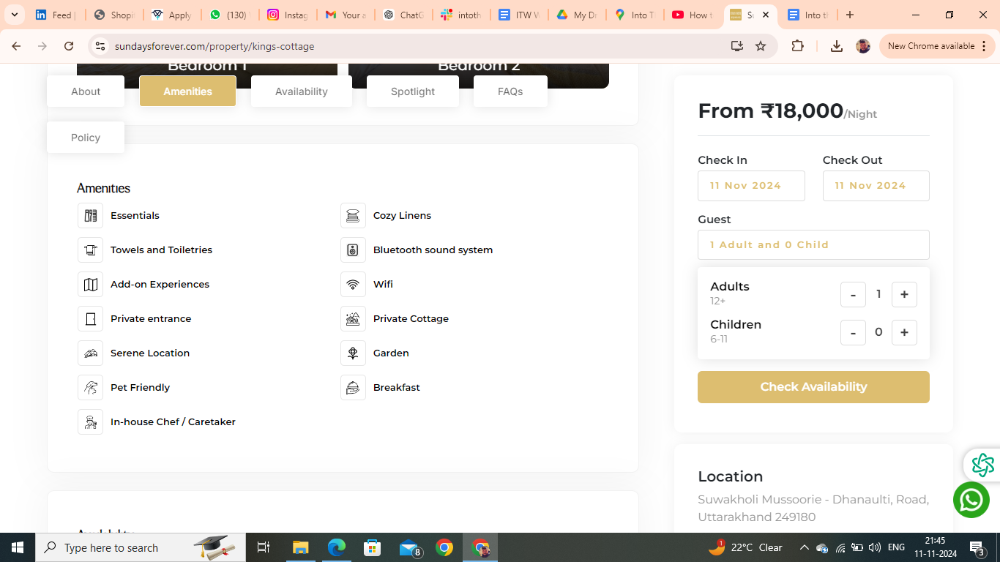 Feed |
Shopi
Apply
(130)
Instag
Your a
ChatG
intoth
ITW W
My Dr
Into T
How t
Su
Into th
sundaysforever.com/property/kings-cottage
New Chrome available
Bedroom 1
Bedroom 2
About
Amenities
Availability
Spotlight
FAQs
Policy
Amenities
Essentials
Cozy Linens
Towels and Toiletries
Bluetooth sound system
Add-on Experiences
Wifi
Private entrance
Private Cottage
Serene Location
Garden
Pet Friendly
Breakfast
In-house Chef / Caretaker
From ₹18,000/Night
Check In
Check Out
11 Nov 2024
11 Nov 2024
Guest
1 Adult and 0 Child
Adults
12+
- 1 +
Children
6-11
- 0 +
Check Availability
Location
Suwakholi Mussoorie - Dhanaulti, Road,
Uttarakhand 249180
Type here to search
8
1
22°C Clear
ENG
21:45
11-11-2024
3